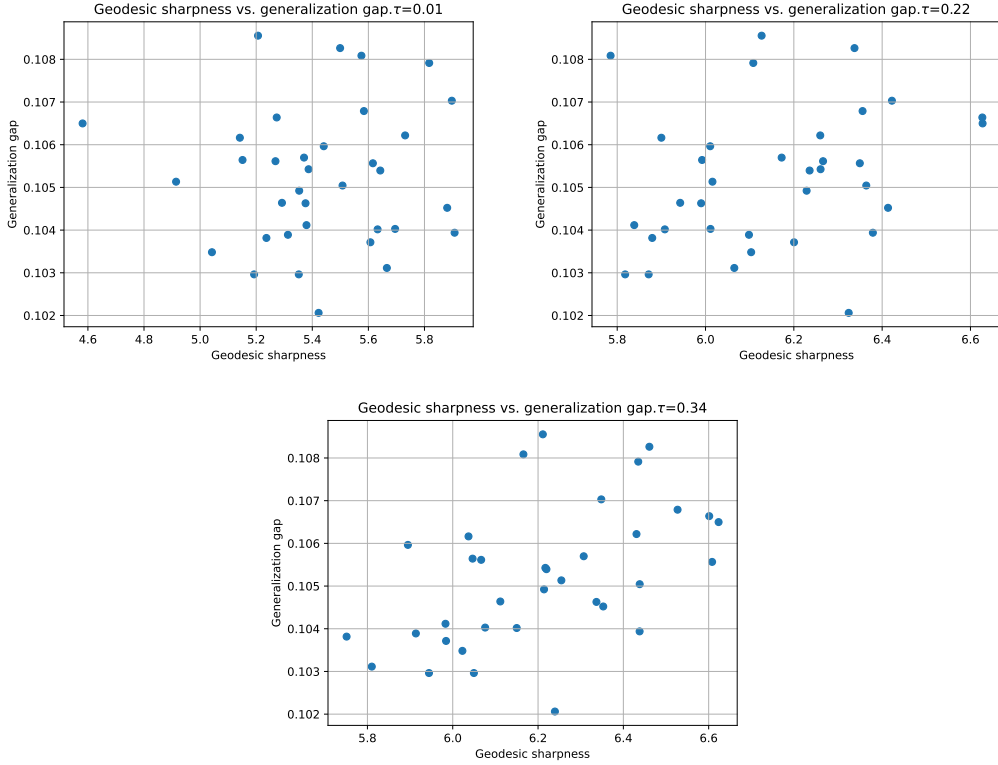 Geodesic sharpness vs. generalization gap.τ=0.01
0.108
0.107
0.106
0.105
0.104
0.103
0.102
Generalization gap
4.6 4.8 5.0 5.2 5.4 5.6 5.8
Geodesic sharpness
Geodesic sharpness vs. generalization gap.τ=0.22
0.108
0.107
0.106
0.105
0.104
0.103
0.102
Generalization gap
5.8 6.0 6.2 6.4 6.6
Geodesic sharpness
Geodesic sharpness vs. generalization gap.τ=0.34
0.108
0.107
0.106
0.105
0.104
0.103
0.102
Generalization gap
5.8 6.0 6.2 6.4 6.6
Geodesic sharpness